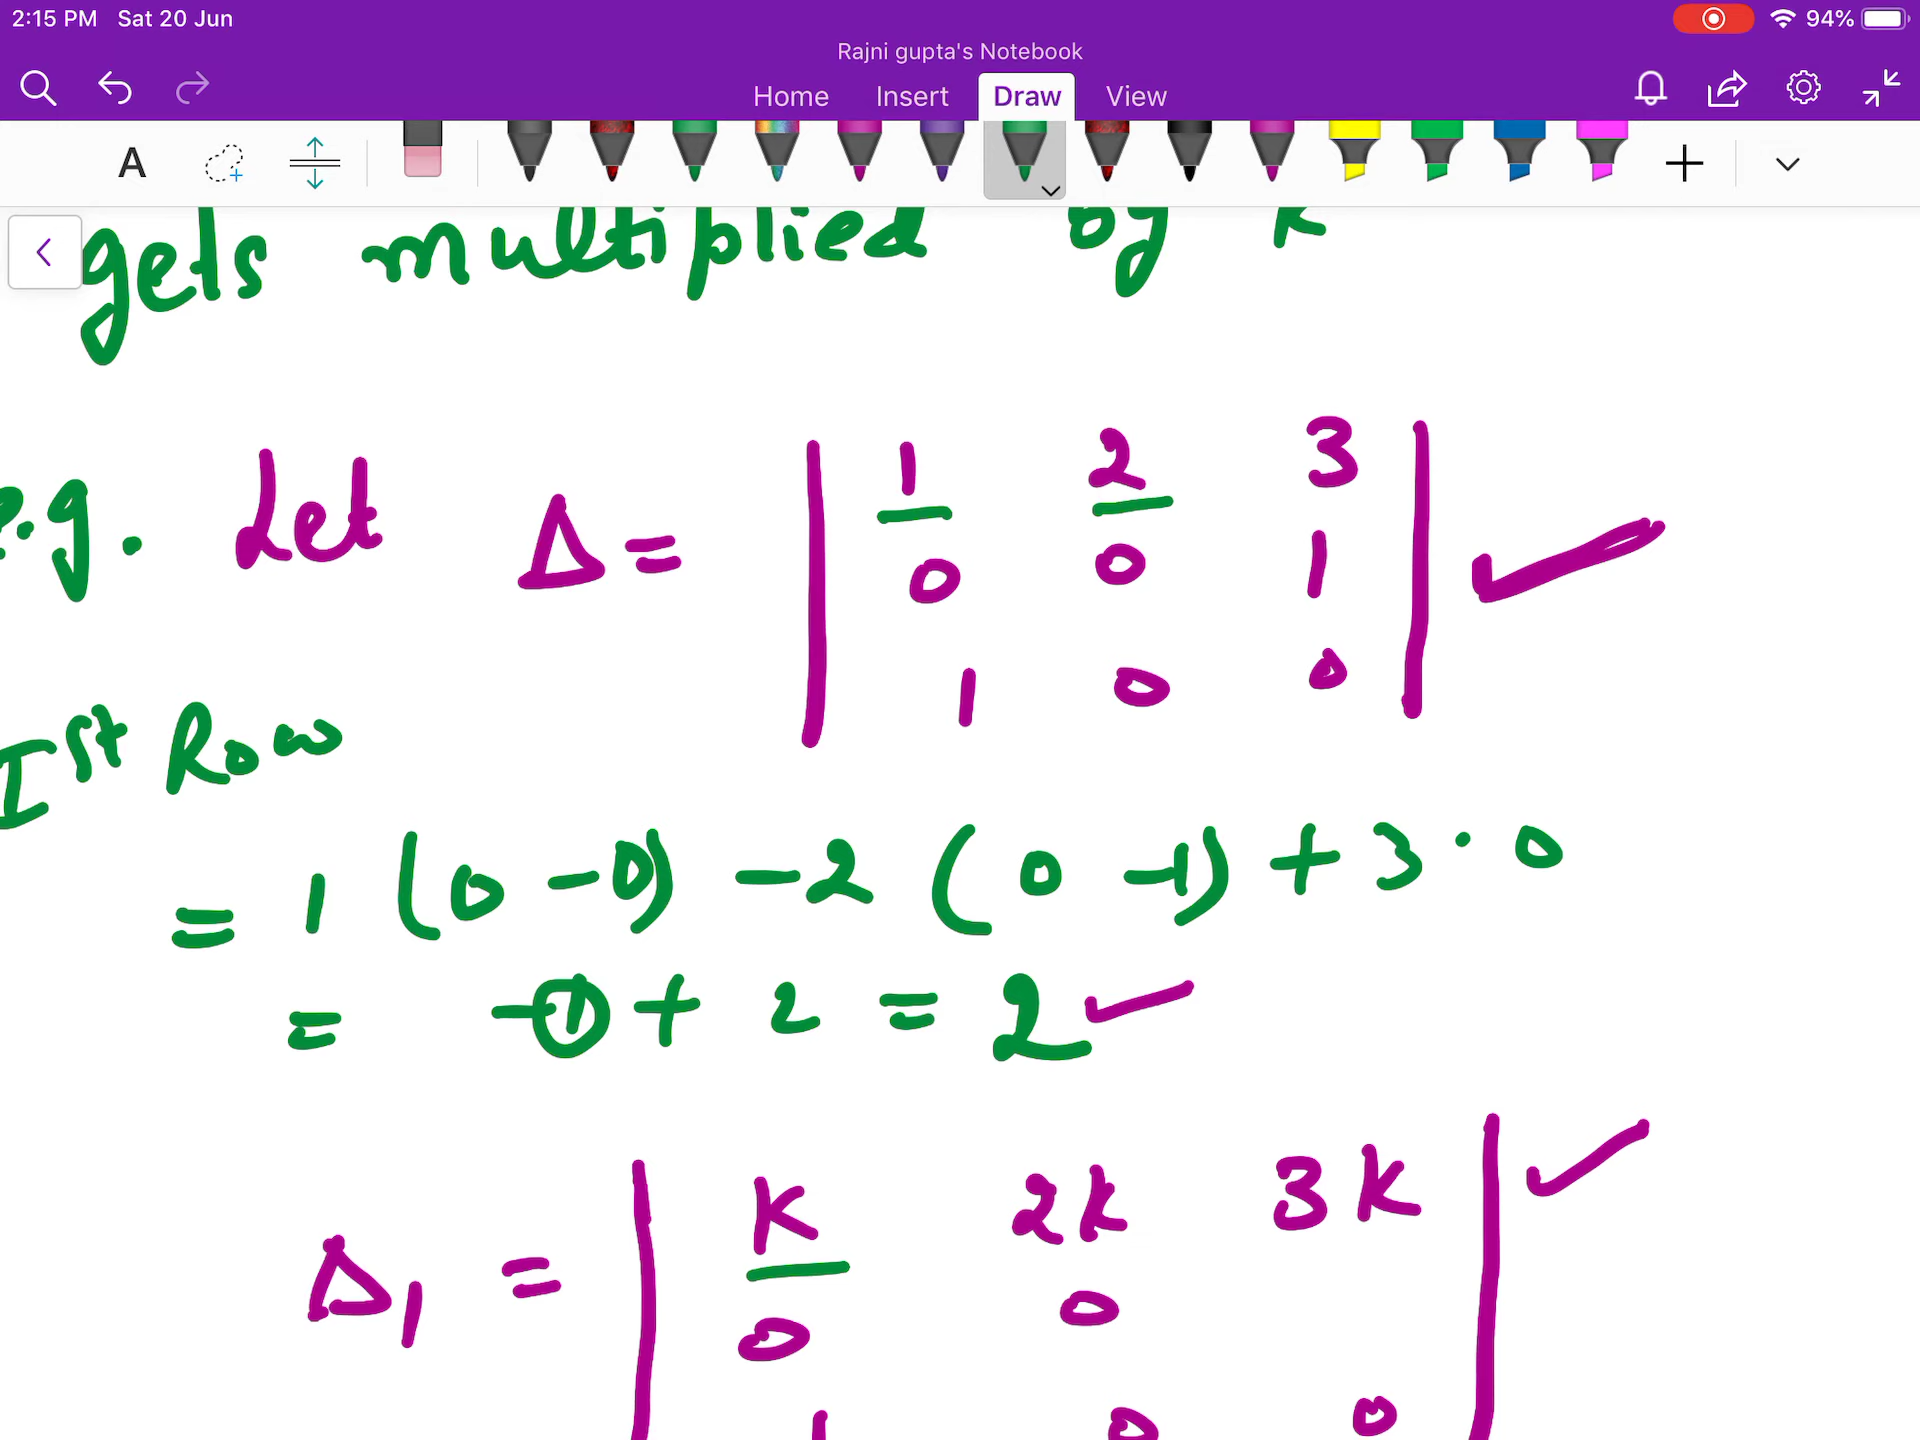 2:15 PM Sat 20 Jun 94%
Rajni gupta's Notebook
Home Insert Draw View
A
gets multiplied by k
e.g. Let Δ = | 1 2 3 |
0 0 1
1 0 0
Ist Row
= 1 (0 - 0) - 2 (0 - 1) + 3 · 0
= + 2 = 2
Δ1 = | K 2k 3k |
0 0
1 0 0